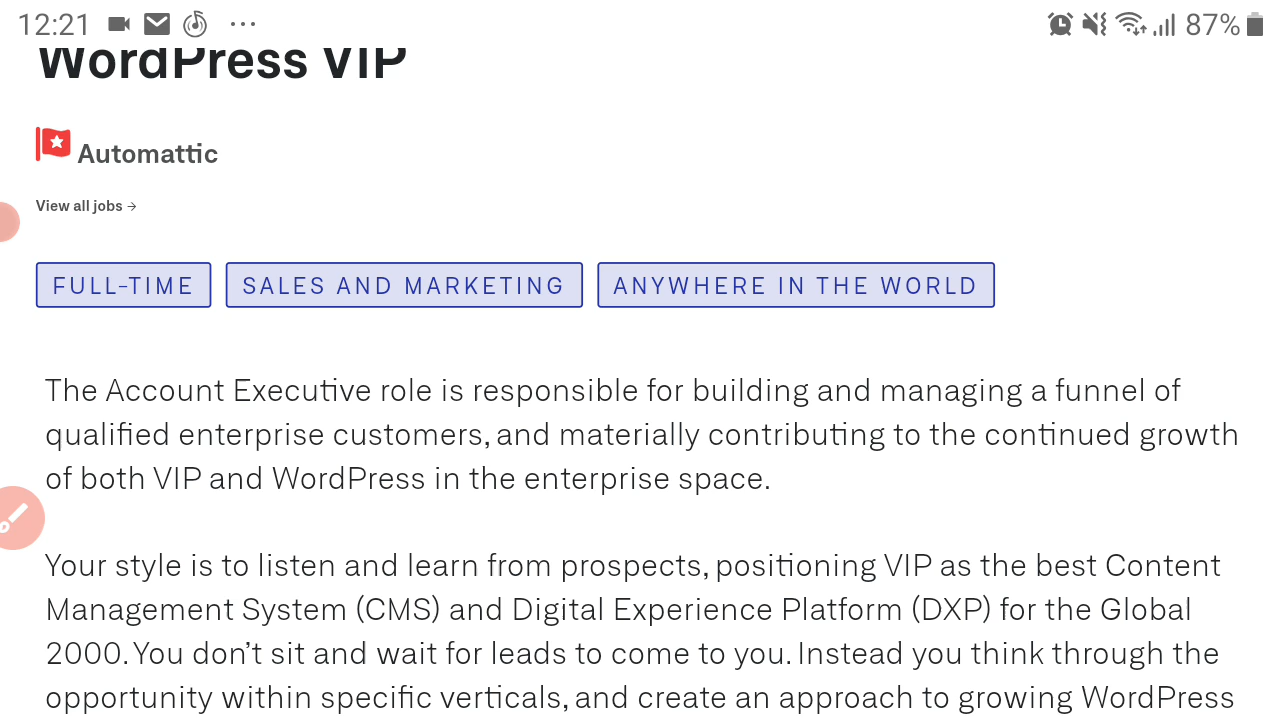 12:21 ... 87%
WordPress VIP
Automattic
View all jobs →
FULL-TIME SALES AND MARKETING ANYWHERE IN THE WORLD
The Account Executive role is responsible for building and managing a funnel of
qualified enterprise customers, and materially contributing to the continued growth
of both VIP and WordPress in the enterprise space.
Your style is to listen and learn from prospects, positioning VIP as the best Content
Management System (CMS) and Digital Experience Platform (DXP) for the Global
2000. You don’t sit and wait for leads to come to you. Instead you think through the
opportunity within specific verticals, and create an approach to growing WordPress